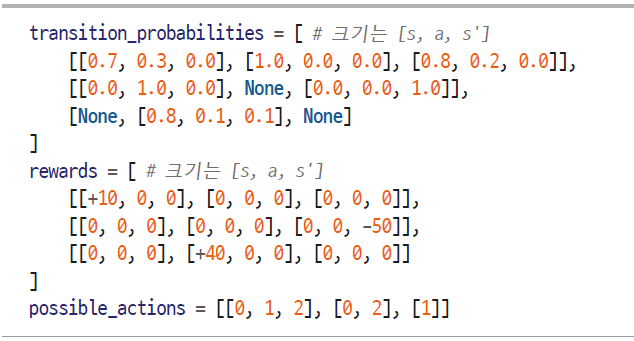 transition_probabilities = [ # 크기는 [s, a, s']
    [[0.7, 0.3, 0.0], [1.0, 0.0, 0.0], [0.8, 0.2, 0.0]],
    [[0.0, 1.0, 0.0], None, [0.0, 0.0, 1.0]],
    [None, [0.8, 0.1, 0.1], None]
]
rewards = [ # 크기는 [s, a, s']
    [[+10, 0, 0], [0, 0, 0], [0, 0, 0]],
    [[0, 0, 0], [0, 0, 0], [0, 0, -50]],
    [[0, 0, 0], [+40, 0, 0], [0, 0, 0]]
]
possible_actions = [[0, 1, 2], [0, 2], [1]]